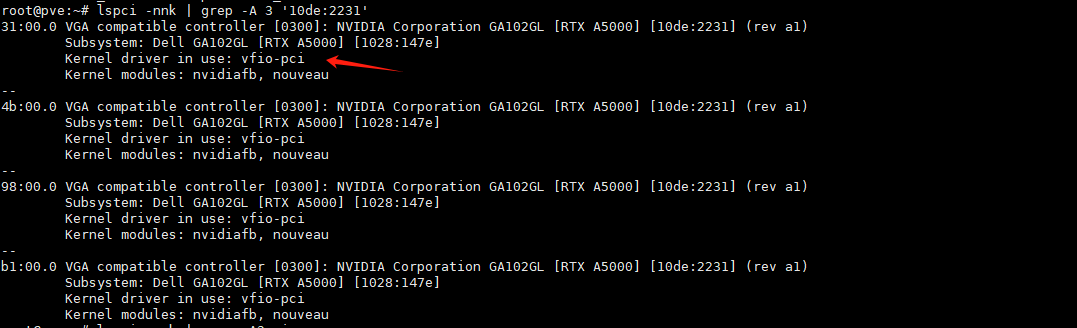 root@pve:~# lspci -nnk | grep -A 3 '10de:2231'
31:00.0 VGA compatible controller [0300]: NVIDIA Corporation GA102GL [RTX A5000] [10de:2231] (rev a1)
Subsystem: Dell GA102GL [RTX A5000] [1028:147e]
Kernel driver in use: vfio-pci
Kernel modules: nvidiafb, nouveau
--
4b:00.0 VGA compatible controller [0300]: NVIDIA Corporation GA102GL [RTX A5000] [10de:2231] (rev a1)
Subsystem: Dell GA102GL [RTX A5000] [1028:147e]
Kernel driver in use: vfio-pci
Kernel modules: nvidiafb, nouveau
--
98:00.0 VGA compatible controller [0300]: NVIDIA Corporation GA102GL [RTX A5000] [10de:2231] (rev a1)
Subsystem: Dell GA102GL [RTX A5000] [1028:147e]
Kernel driver in use: vfio-pci
Kernel modules: nvidiafb, nouveau
--
b1:00.0 VGA compatible controller [0300]: NVIDIA Corporation GA102GL [RTX A5000] [10de:2231] (rev a1)
Subsystem: Dell GA102GL [RTX A5000] [1028:147e]
Kernel driver in use: vfio-pci
Kernel modules: nvidiafb, nouveau